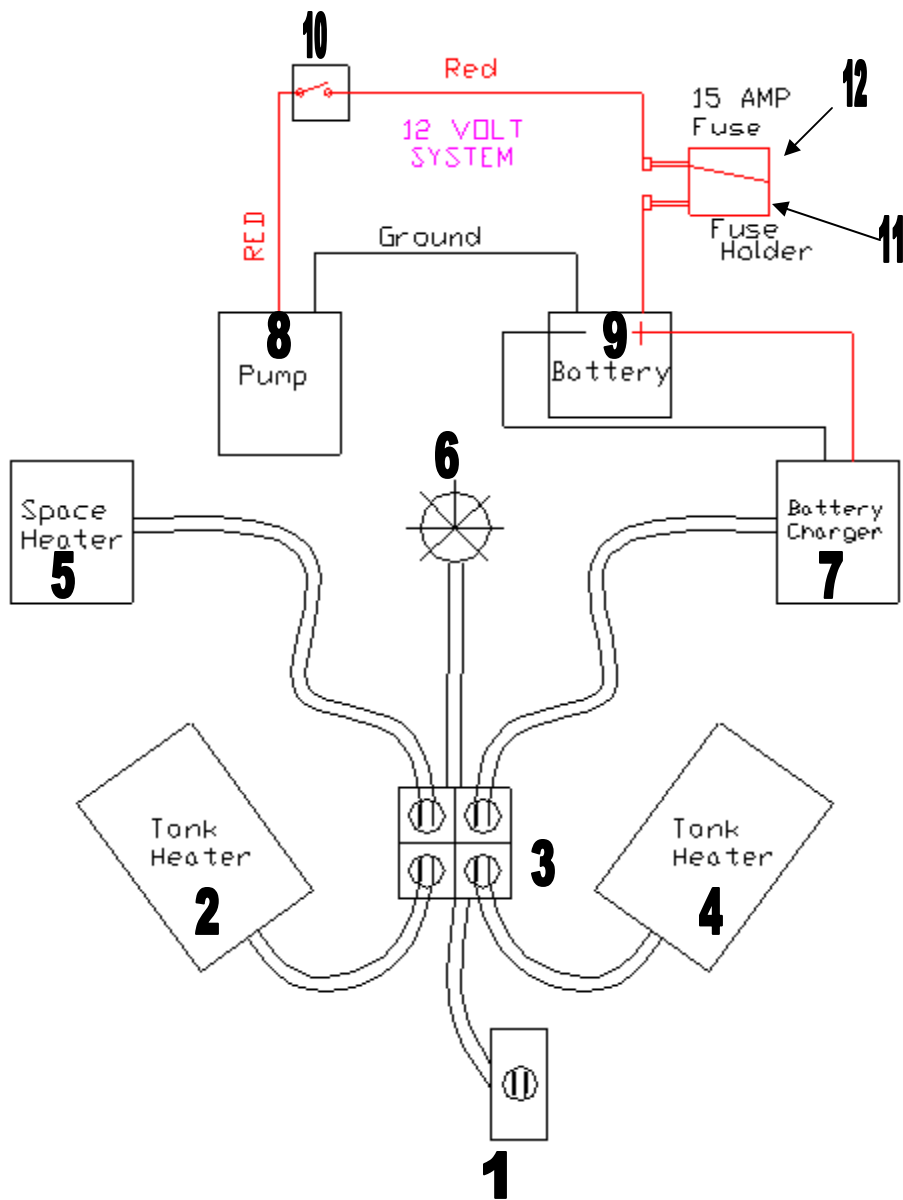 10
Red
15 AMP
Fuse
12
12 VOLT
SYSTEM
RED
Ground
Fuse
Holder
11
8
Pump
9
Battery
6
Space
Heater
5
Battery
Charger
7
Tank
Heater
2
3
Tank
Heater
4
1